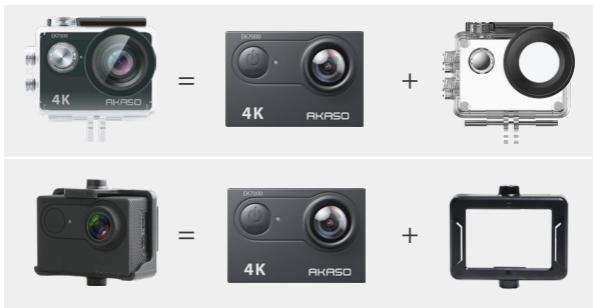 EK7000
4K AKASO
=
EK7000
4K AKASO
+
=
EK7000
4K AKASO
+